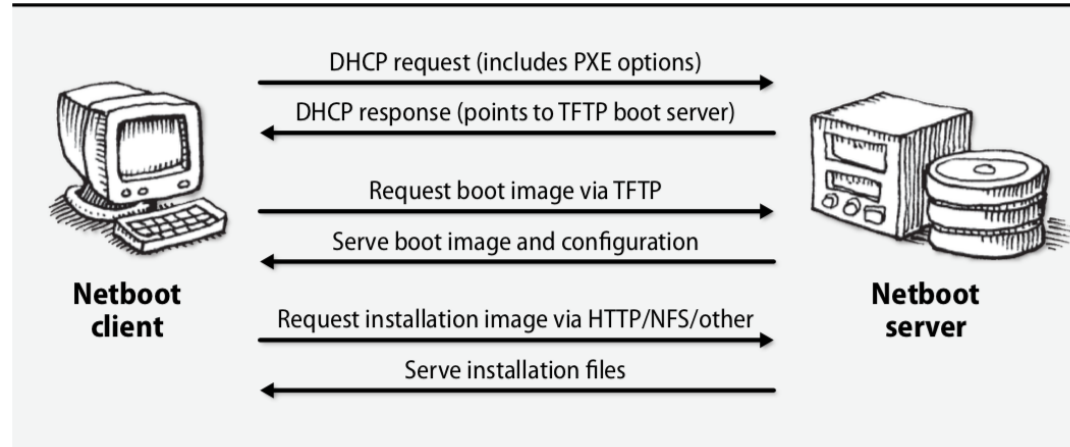 DHCP request (includes PXE options)
DHCP response (points to TFTP boot server)
Request boot image via TFTP
Serve boot image and configuration
Netboot
client
Netboot
server
Request installation image via HTTP/NFS/other
Serve installation files